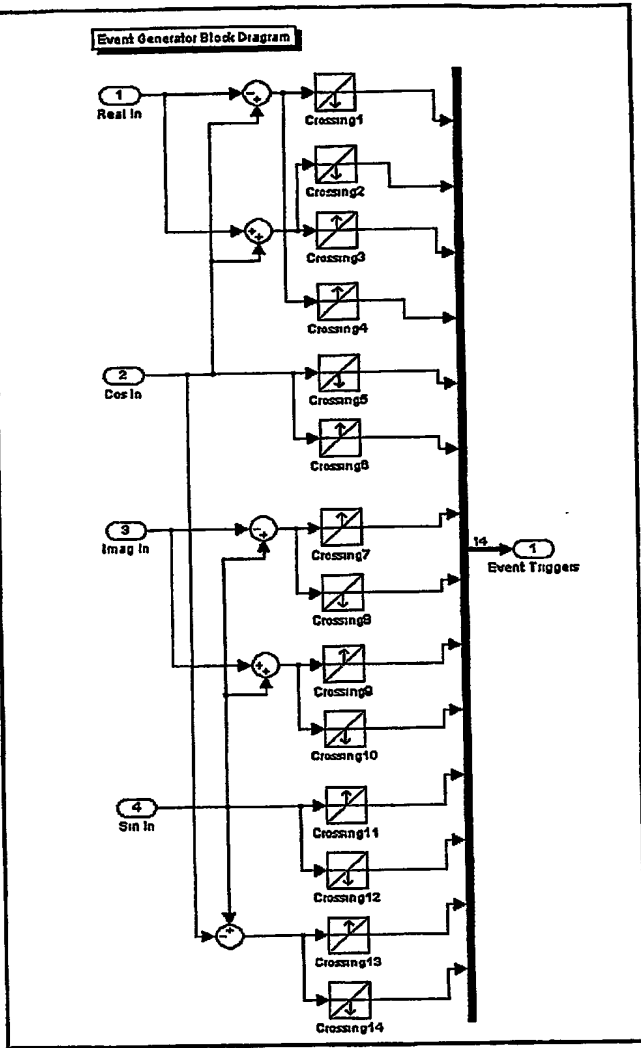 Event Generator Block Diagram
1
Real In
Crossing1
Crossing2
Crossing3
Crossing4
2
Cos In
Crossing5
Crossing6
3
Imag In
Crossing7
14
1
Event Triggers
Crossing8
Crossing9
Crossing10
4
Sin In
Crossing11
Crossing12
Crossing13
Crossing14